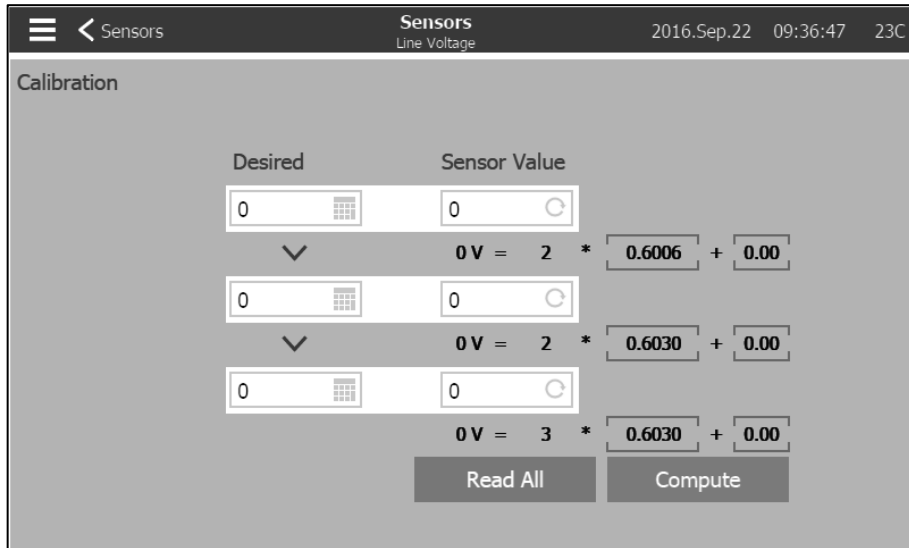 Sensors Sensors 2016.Sep.22 09:36:47 23C
Line Voltage
Calibration
Desired Sensor Value
0 0
0 V = 2 * 0.6006 + 0.00
0 0
0 V = 2 * 0.6030 + 0.00
0 0
0 V = 3 * 0.6030 + 0.00
Read All Compute